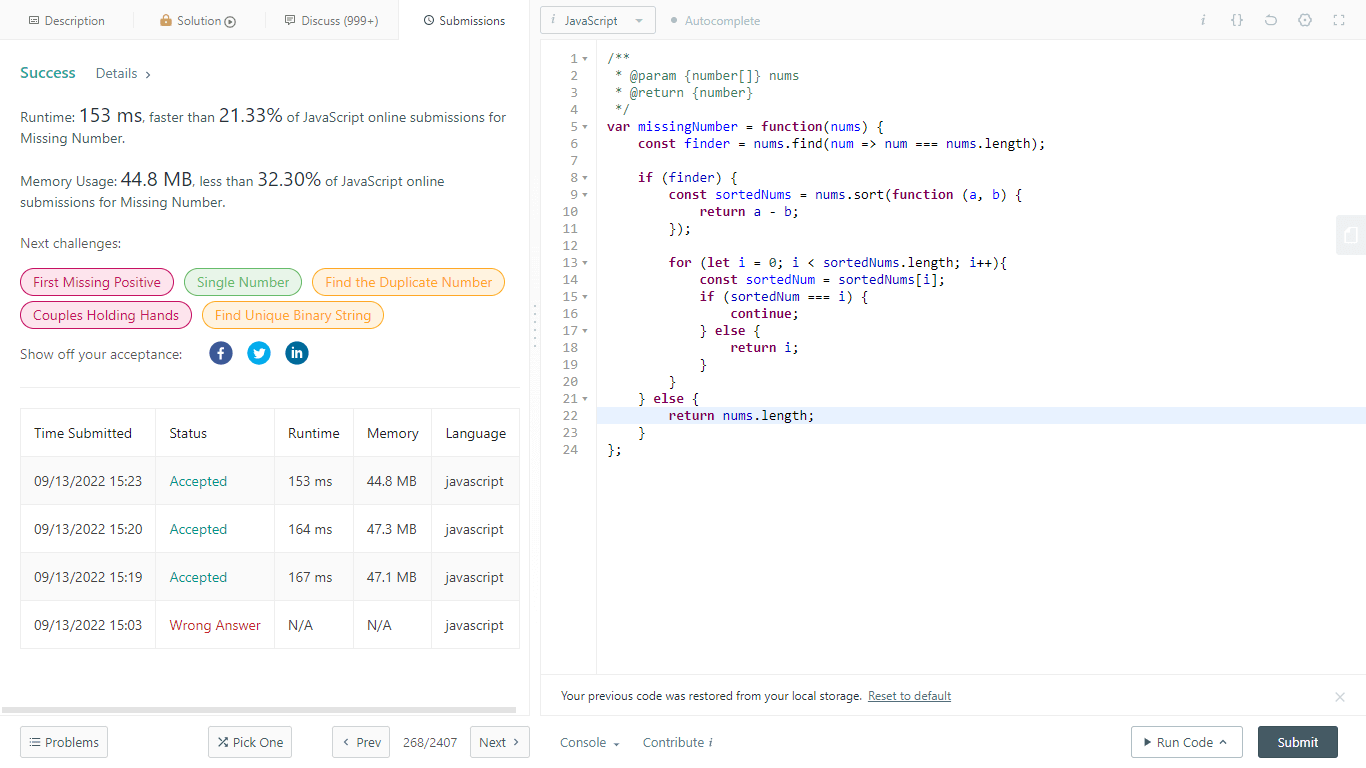 Description
Solution
Discuss (999+)
Submissions
Success
Details
Runtime: 153 ms, faster than 21.33% of JavaScript online submissions for
Missing Number.
Memory Usage: 44.8 MB, less than 32.30% of JavaScript online
submissions for Missing Number.
Next challenges:
First Missing Positive
Single Number
Find the Duplicate Number
Couples Holding Hands
Find Unique Binary String
Show off your acceptance:
f
in
Time Submitted Status Runtime Memory Language
09/13/2022 15:23 Accepted 153 ms 44.8 MB javascript
09/13/2022 15:20 Accepted 164 ms 47.3 MB javascript
09/13/2022 15:19 Accepted 167 ms 47.1 MB javascript
09/13/2022 15:03 Wrong Answer N/A N/A javascript
Problems
Pick One
Prev
268/2407
Next
i JavaScript
Autocomplete
i {}
1 /**
2  * @param {number[]} nums
3  * @return {number}
4  */
5 var missingNumber = function(nums) {
6     const finder = nums.find(num => num === nums.length);
7
8     if (finder) {
9         const sortedNums = nums.sort(function (a, b) {
10             return a - b;
11         });
12
13         for (let i = 0; i < sortedNums.length; i++){
14             const sortedNum = sortedNums[i];
15             if (sortedNum === i) {
16                 continue;
17             } else {
18                 return i;
19             }
20         }
21     } else {
22         return nums.length;
23     }
24 };
Your previous code was restored from your local storage. Reset to default
Console
Contribute i
Run Code
Submit